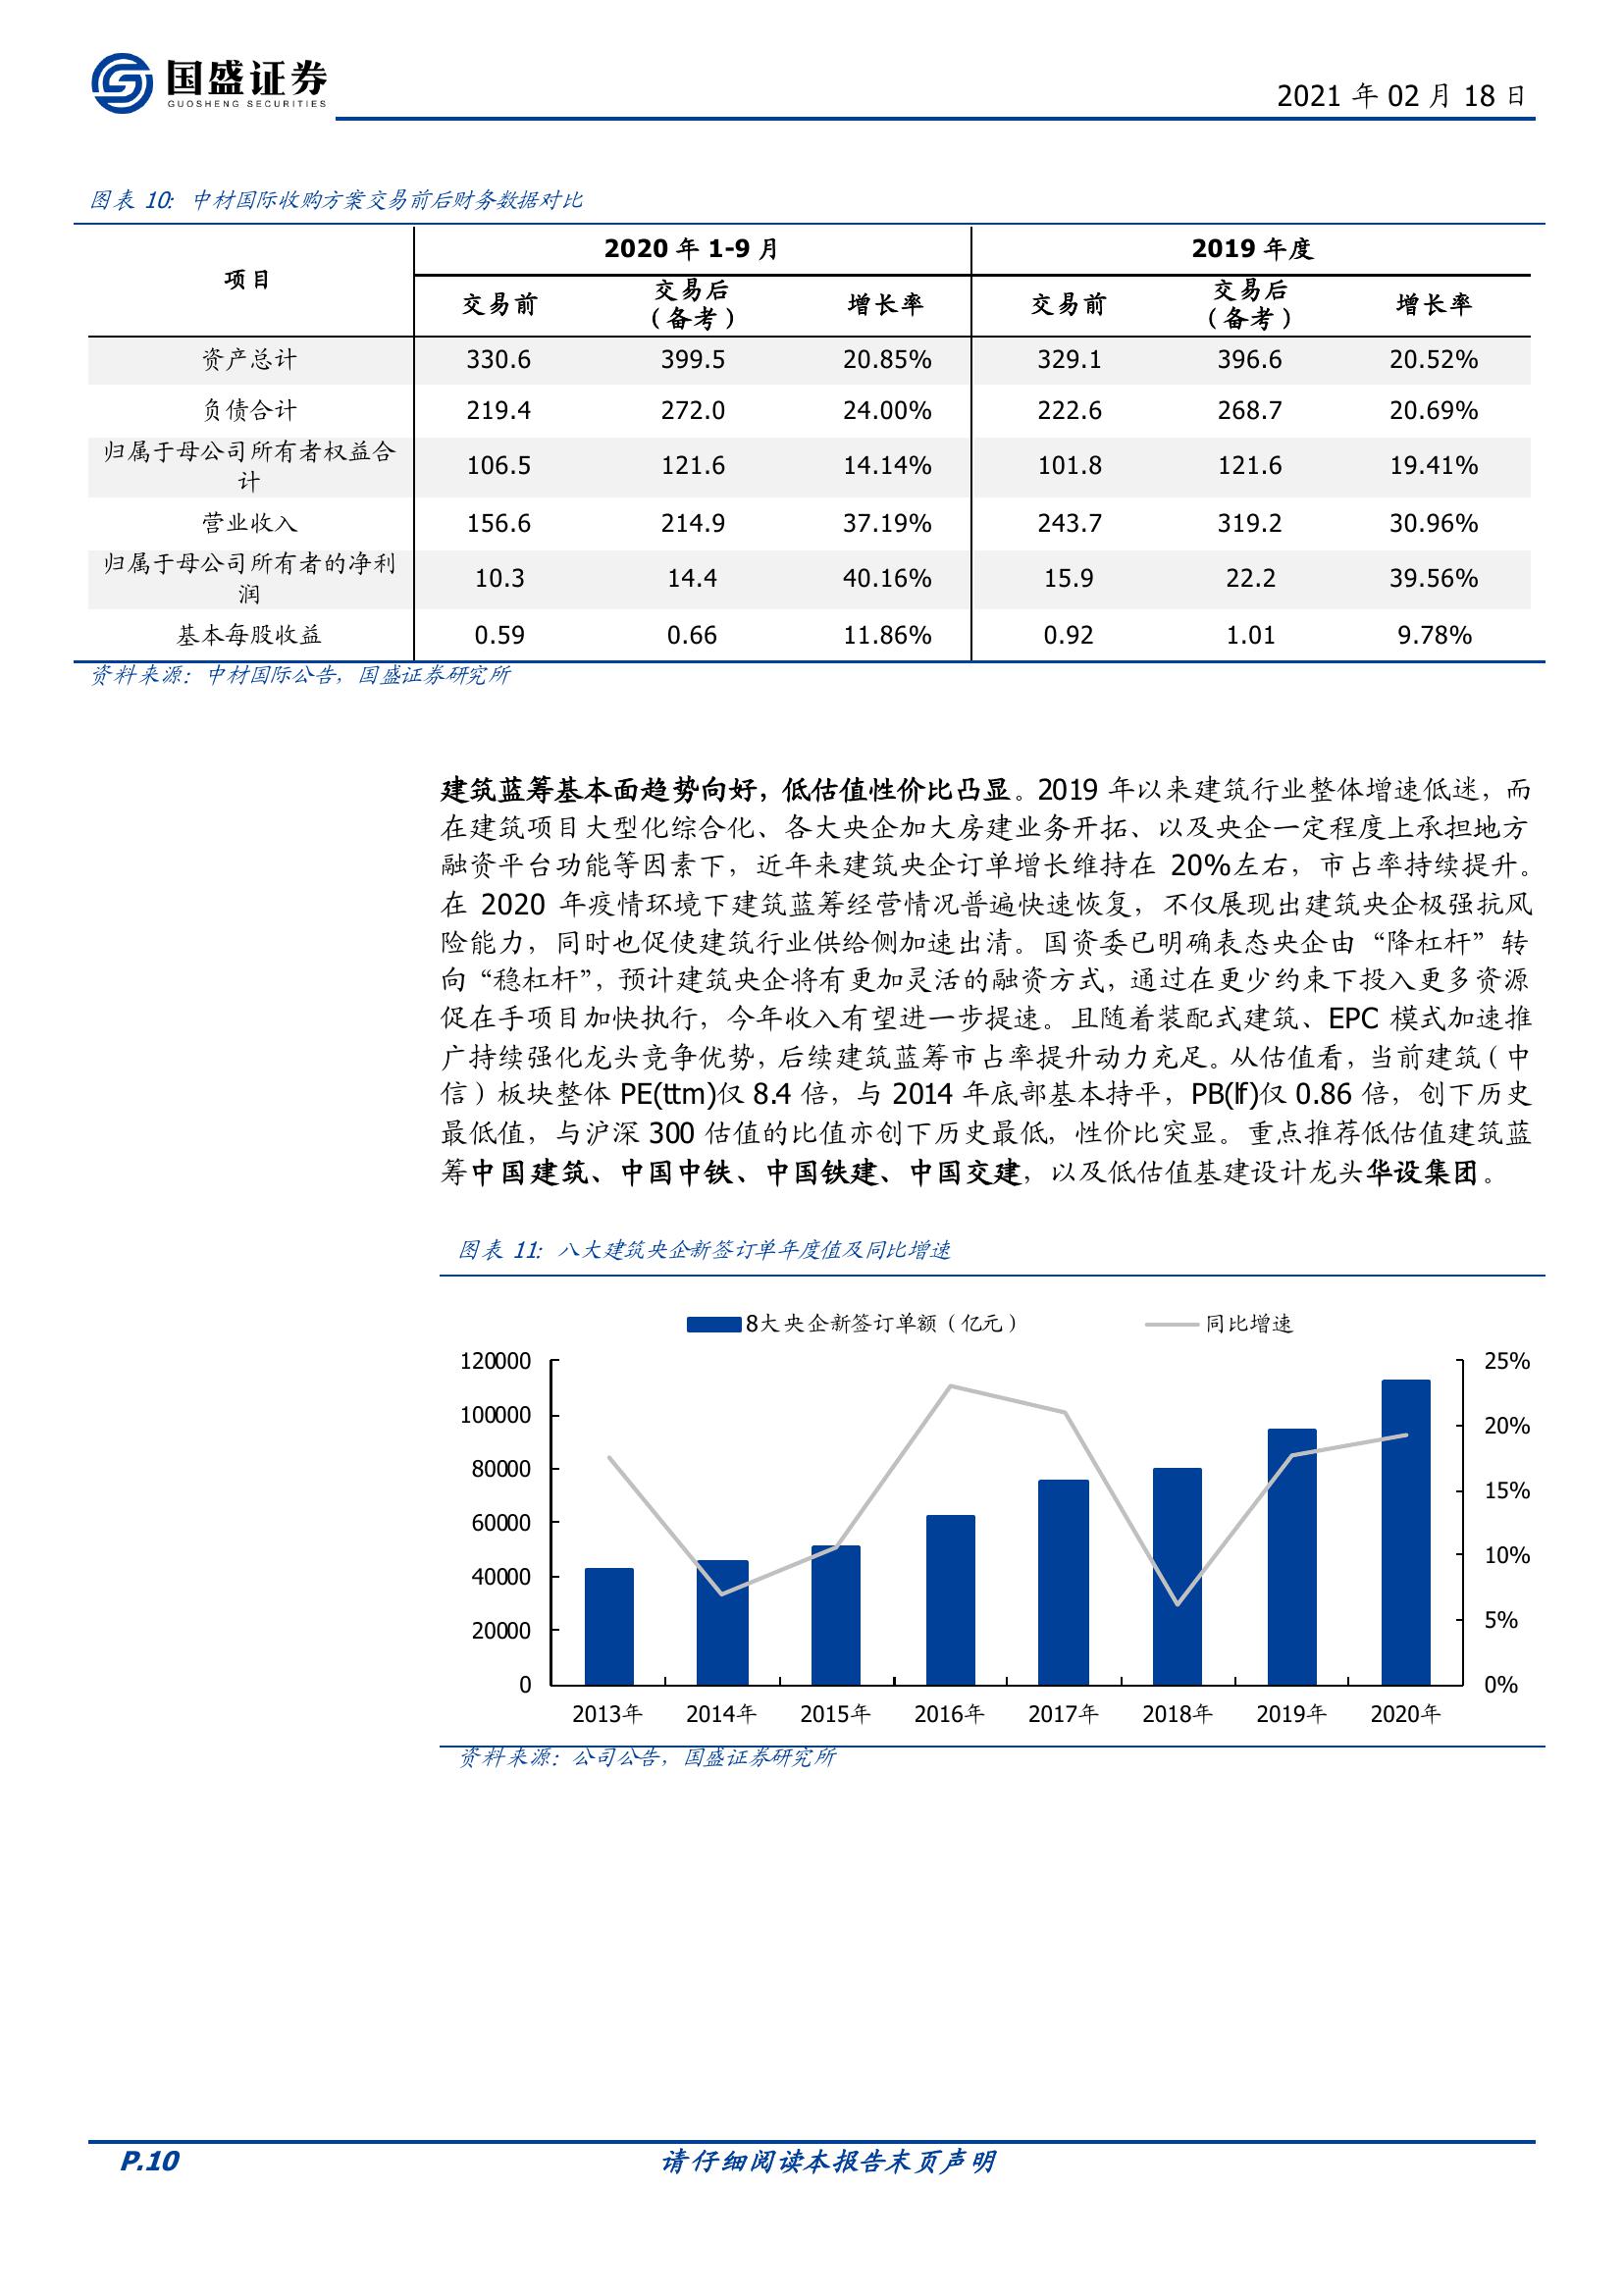 国盛证券
GUOSHENG SECURITIES
2021 年 02 月 18 日
图表 10: 中材国际收购方案交易前后财务数据对比
项目 2020 年 1-9 月 2019 年度
交易前 交易后（备考） 增长率 交易前 交易后（备考） 增长率
资产总计 330.6 399.5 20.85% 329.1 396.6 20.52%
负债合计 219.4 272.0 24.00% 222.6 268.7 20.69%
归属于母公司所有者权益合计 106.5 121.6 14.14% 101.8 121.6 19.41%
营业收入 156.6 214.9 37.19% 243.7 319.2 30.96%
归属于母公司所有者的净利润 10.3 14.4 40.16% 15.9 22.2 39.56%
基本每股收益 0.59 0.66 11.86% 0.92 1.01 9.78%
资料来源：中材国际公告，国盛证券研究所
建筑蓝筹基本面趋势向好，低估值性价比凸显。2019 年以来建筑行业整体增速低迷，而
在建筑项目大型化综合化、各大央企加大房建业务开拓、以及央企一定程度上承担地方
融资平台功能等因素下，近年来建筑央企订单增长维持在 20%左右，市占率持续提升。
在 2020 年疫情环境下建筑蓝筹经营情况普遍快速恢复，不仅展现出建筑央企极强抗风
险能力，同时也促使建筑行业供给侧加速出清。国资委已明确表态央企由“降杠杆”转
向“稳杠杆”，预计建筑央企将有更加灵活的融资方式，通过在更少约束下投入更多资源
促在手项目加快执行，今年收入有望进一步提速。且随着装配式建筑、EPC 模式加速推
广持续强化龙头竞争优势，后续建筑蓝筹市占率提升动力充足。从估值看，当前建筑（中
信）板块整体 PE(ttm)仅 8.4 倍，与 2014 年底部基本持平，PB(lf)仅 0.86 倍，创下历史
最低值，与沪深 300 估值的比值亦创下历史最低，性价比突显。重点推荐低估值建筑蓝
筹中国建筑、中国中铁、中国铁建、中国交建，以及低估值基建设计龙头华设集团。
图表 11: 八大建筑央企新签订单年度值及同比增速
8大央企新签订单额（亿元） 同比增速
120000 25%
100000 20%
80000 15%
60000 10%
40000 5%
20000 0%
0
2013年 2014年 2015年 2016年 2017年 2018年 2019年 2020年
资料来源：公司公告，国盛证券研究所
P.10 请仔细阅读本报告末页声明